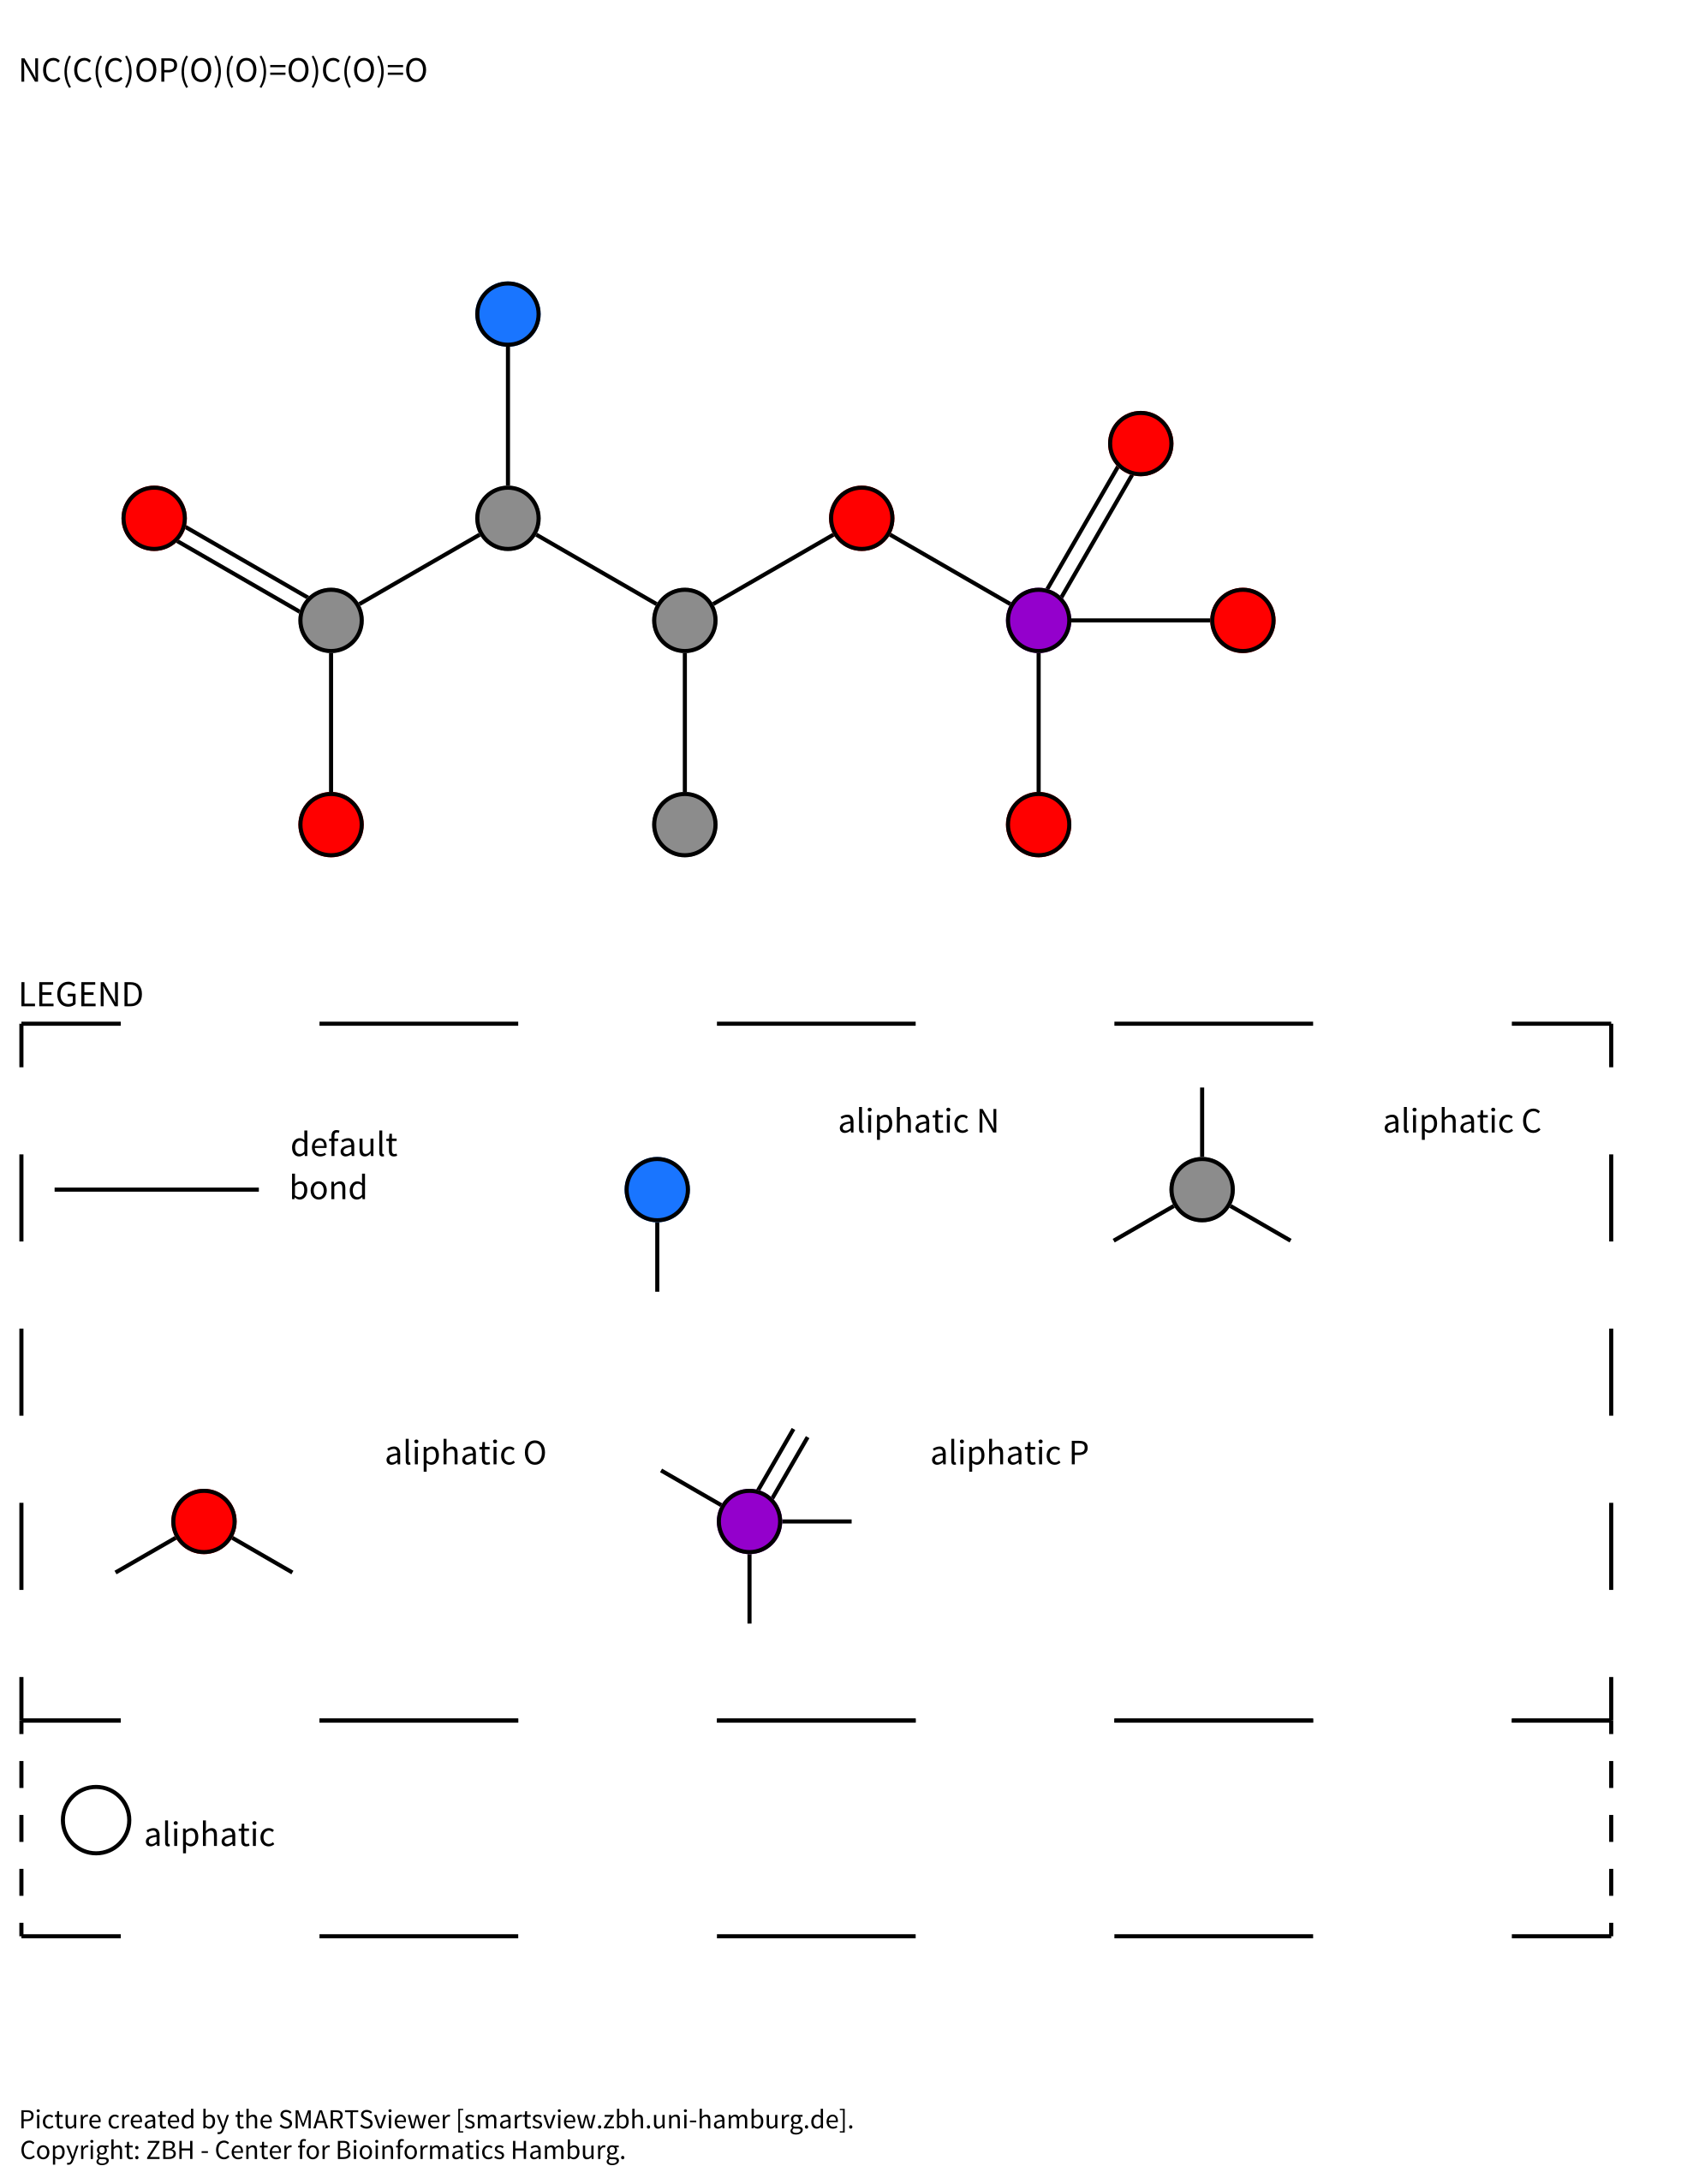 NC(C(C)OP(O)(O)=O)C(O)=O
LEGEND
default
bond
aliphatic N
aliphatic C
aliphatic O
aliphatic P
aliphatic
Picture created by the SMARTSviewer [smartsview.zbh.uni-hamburg.de].
Copyright: ZBH - Center for Bioinformatics Hamburg.